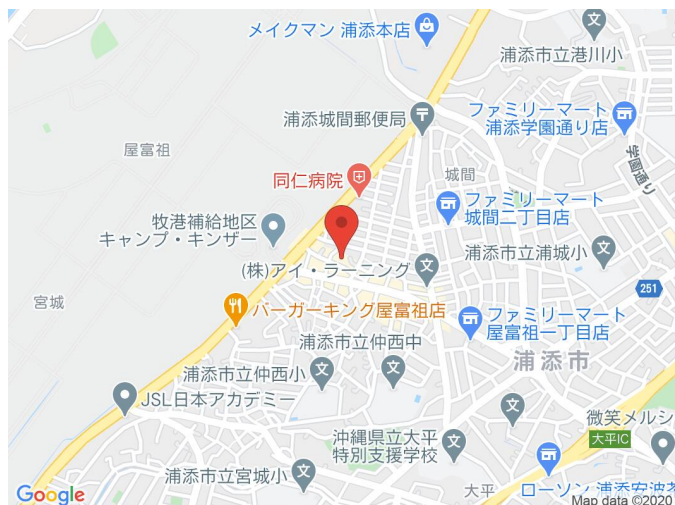 メイクマン 浦添本店
浦添市立港川小
浦添城間郵便局
ファミリーマート
浦添学園通り店
屋富祖
学園通り
城間
同仁病院
ファミリーマート
城間二丁目店
牧港補給地区
キャンプ・キンザー
浦添市立浦城小
(株)アイ・ラーニング
宮城
251
バーガーキング屋富祖店
ファミリーマート
屋富祖一丁目店
浦添市立仲西中
浦添市
浦添市立仲西小
JSL日本アカデミー
微笑メルシ
沖縄県立大平
特別支援学校
大平IC
浦添市立宮城小
大平
ローソン 浦添安波茶
Google
Map data ©2020